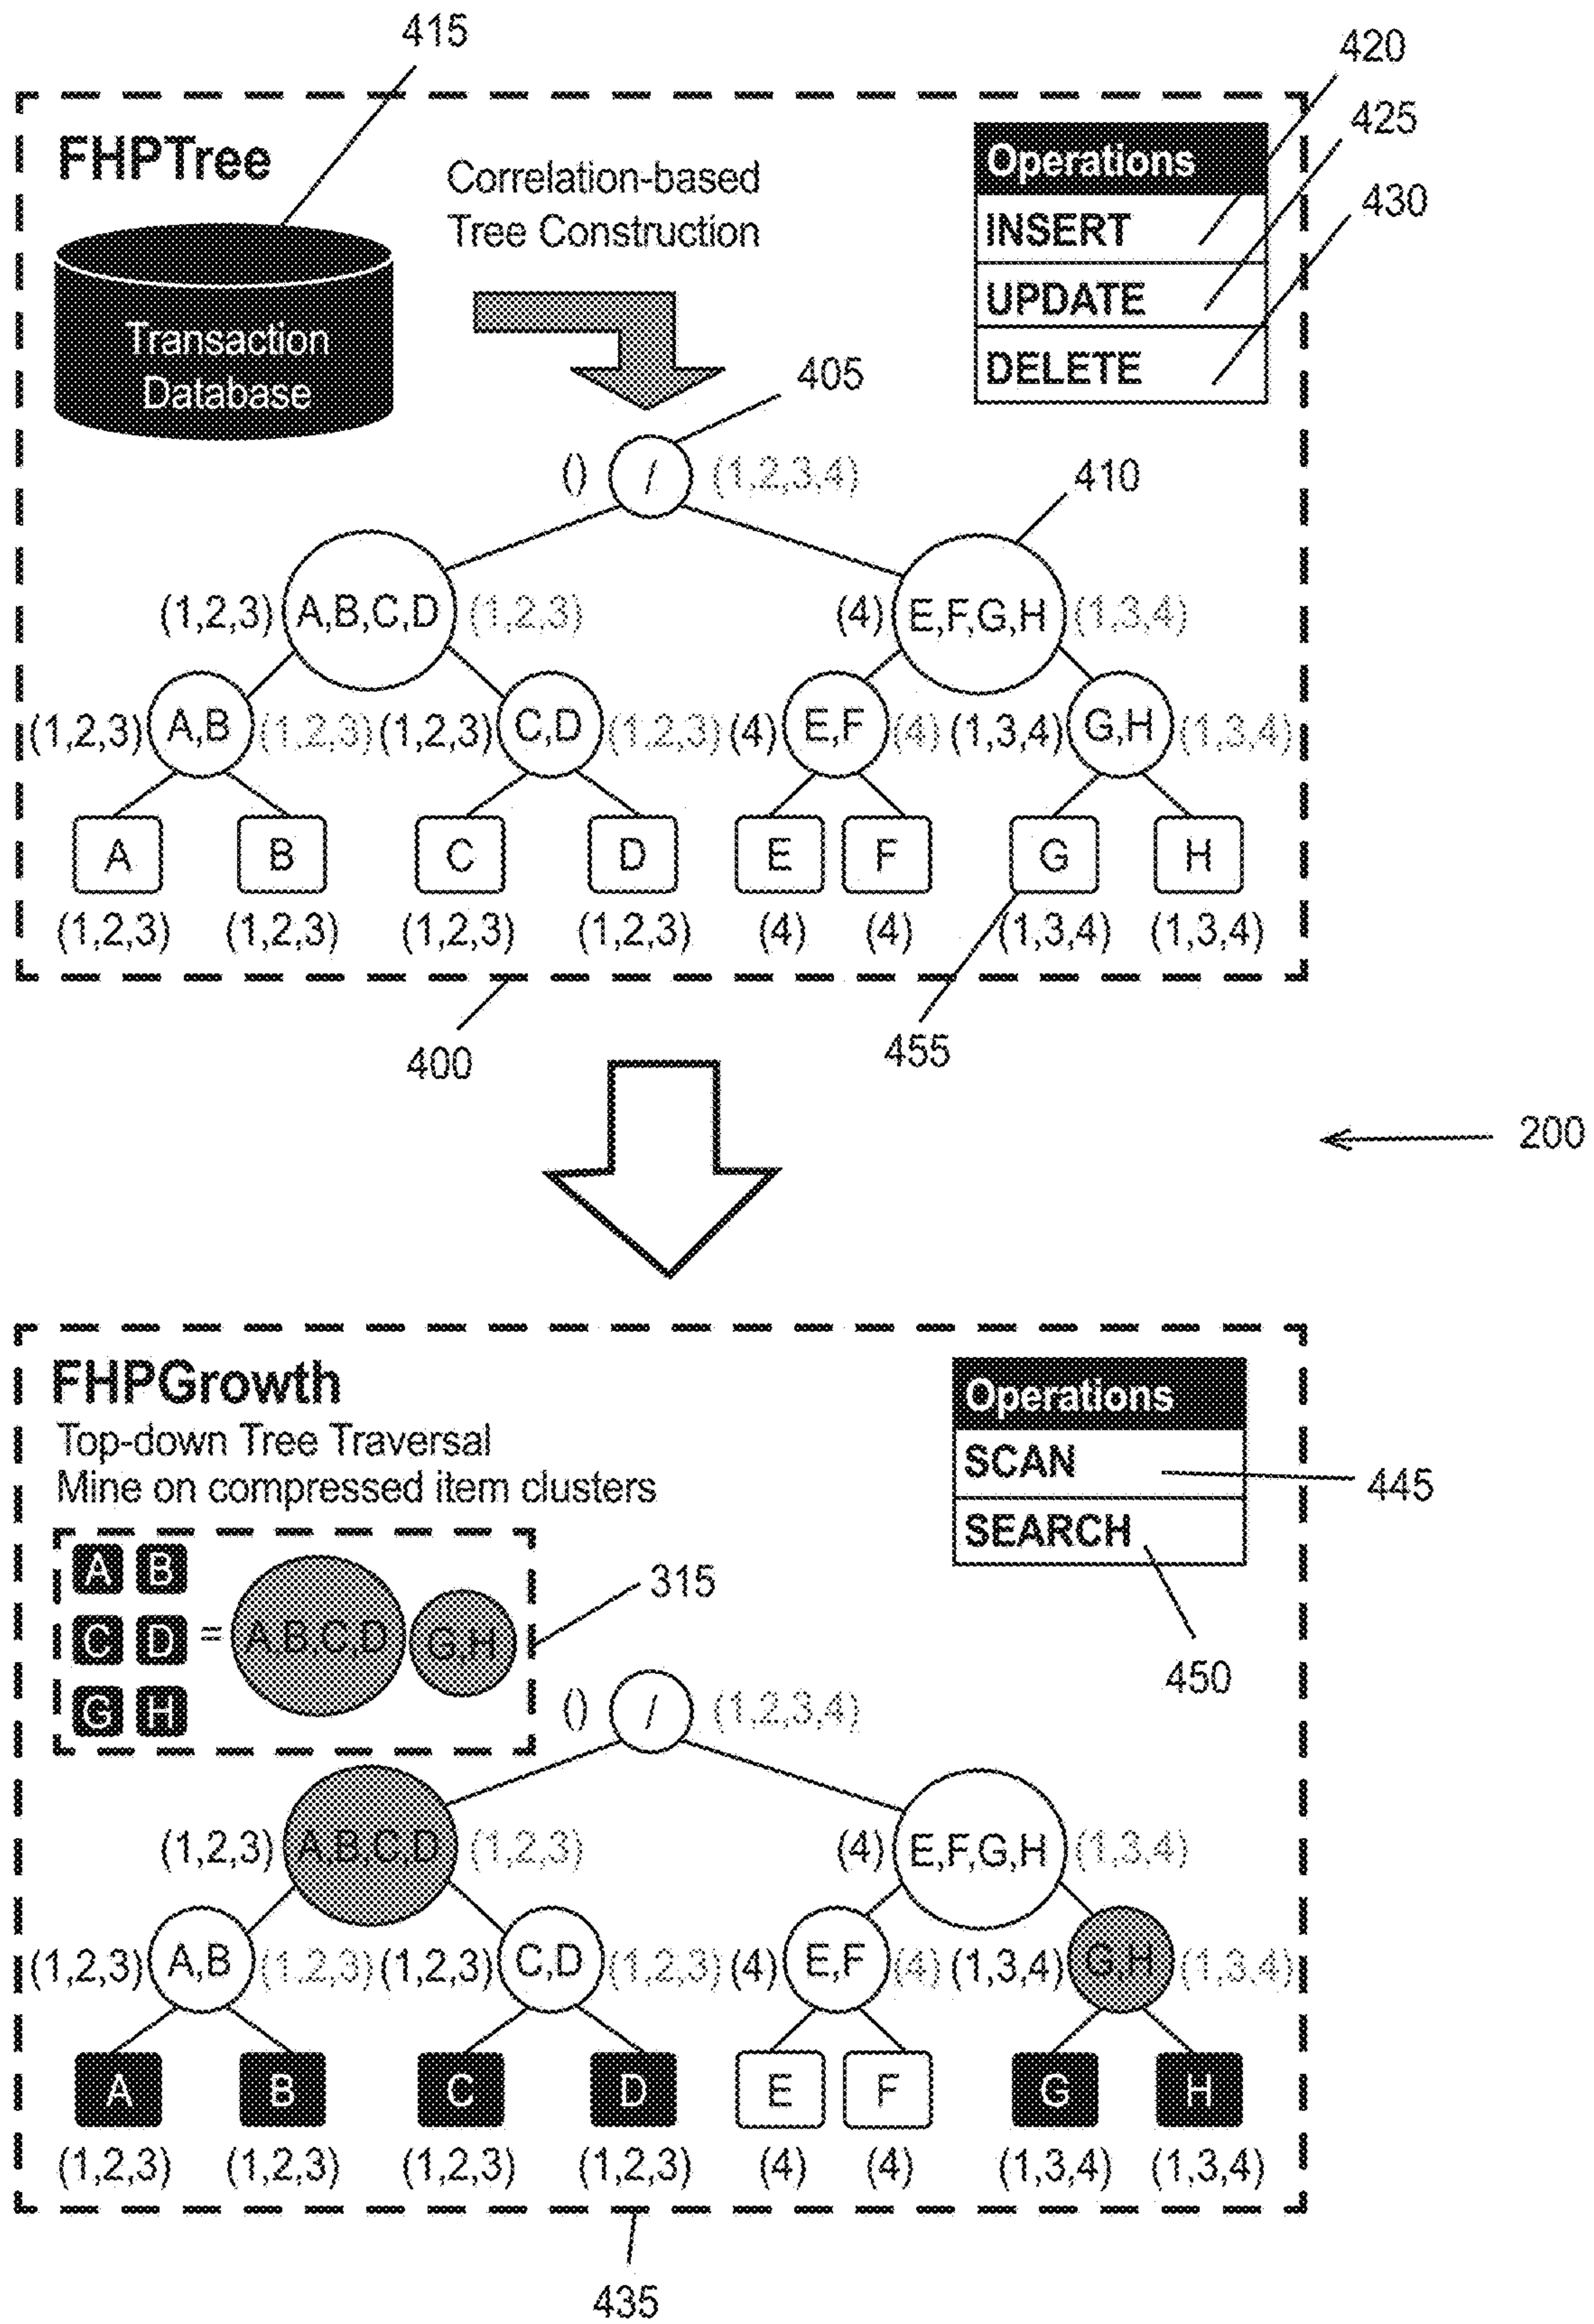 415
420
425
430
FHPTree
Correlation-based
Tree Construction
Operations
INSERT
UPDATE
DELETE
Transaction
Database
405
() / (1,2,3,4)
410
(1,2,3) A,B,C,D (1,2,3) (4) E,F,G,H (1,3,4)
(1,2,3) A,B (1,2,3) (1,2,3) C,D (1,2,3) (4) E,F (4) (1,3,4) G,H (1,3,4)
A B C D E F G H
(1,2,3) (1,2,3) (1,2,3) (1,2,3) (4) (4) (1,3,4) (1,3,4)
400
455
200
FHPGrowth
Top-down Tree Traversal
Mine on compressed item clusters
Operations
SCAN
SEARCH
445
450
A B
C D = A,B,C,D G,H
G H
315
() / (1,2,3,4)
(1,2,3) A,B,C,D (1,2,3) (4) E,F,G,H (1,3,4)
(1,2,3) A,B (1,2,3) (1,2,3) C,D (1,2,3) (4) E,F (4) (1,3,4) G,H (1,3,4)
A B C D E F G H
(1,2,3) (1,2,3) (1,2,3) (1,2,3) (4) (4) (1,3,4) (1,3,4)
435